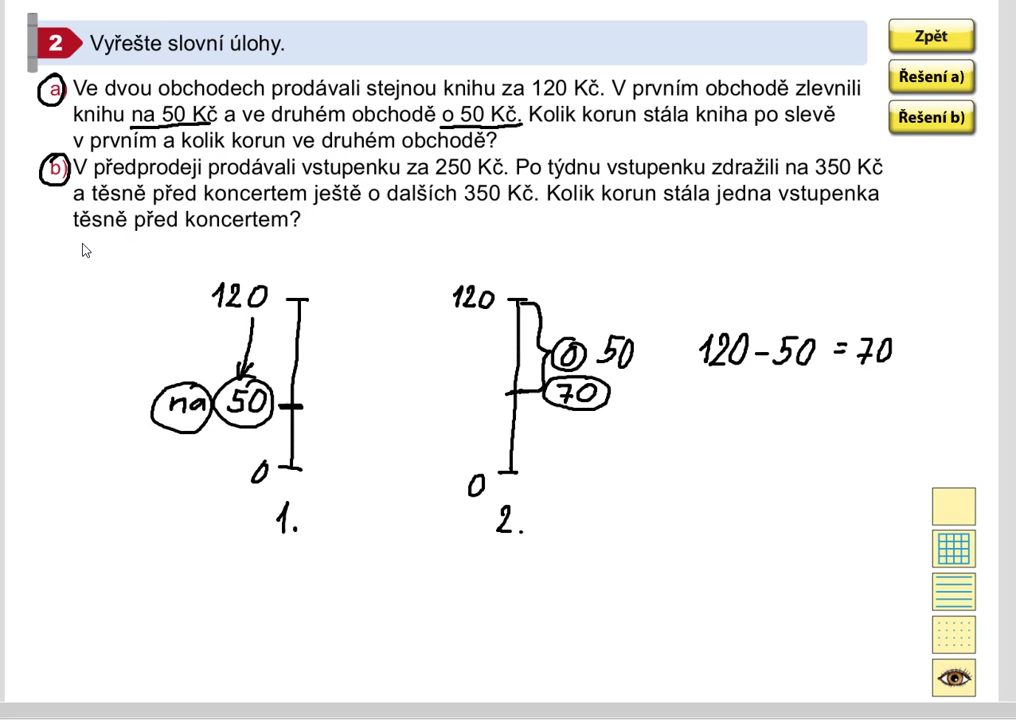 2 Vyřešte slovní úlohy.
Zpět
Řešení a)
Řešení b)
a) Ve dvou obchodech prodávali stejnou knihu za 120 Kč. V prvním obchodě zlevnili
knihu na 50 Kč a ve druhém obchodě o 50 Kč. Kolik korun stála kniha po slevě
v prvním a kolik korun ve druhém obchodě?
b) V předprodeji prodávali vstupenku za 250 Kč. Po týdnu vstupenku zdražili na 350 Kč
a těsně před koncertem ještě o dalších 350 Kč. Kolik korun stála jedna vstupenka
těsně před koncertem?
120
na 50
0
1.
120
o 50
70
0
2.
120 - 50 = 70